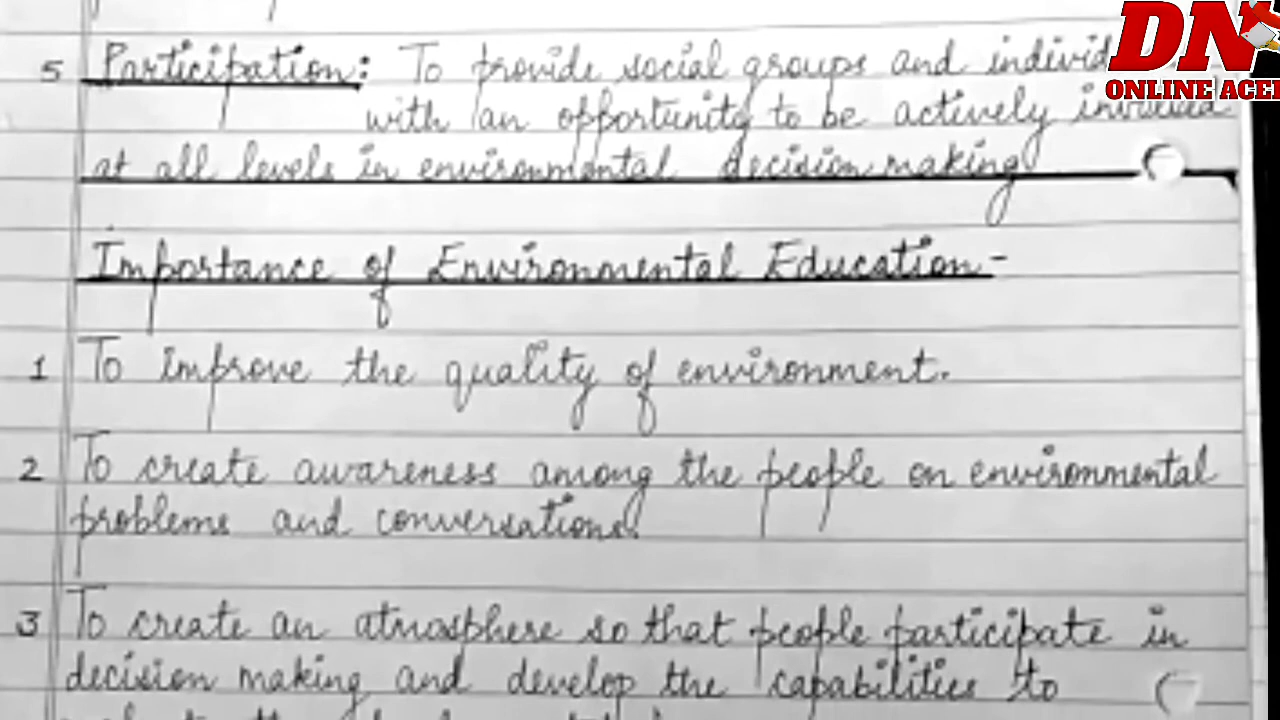 DN
ONLINE ACE
5 Participation: To provide social groups and individ
with an opportunity to be actively involved
at all levels in environmental decision making
Importance of Environmental Education-
1 To improve the quality of environment.
2 To create awareness among the people on environmental
problems and conversations.
3 To create an atmosphere so that people participate in
decision making and develop the capabilities to